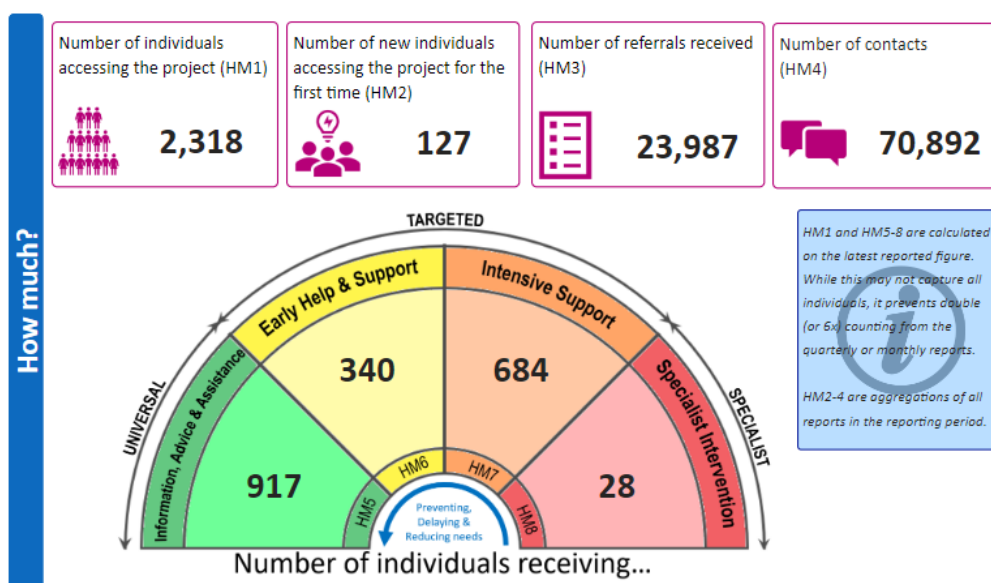 How much?
Number of individuals
accessing the project (HM1)
2,318
Number of new individuals
accessing the project for the
first time (HM2)
127
Number of referrals received
(HM3)
23,987
Number of contacts
(HM4)
70,892
TARGETED
UNIVERSAL
SPECIALIST
Information, Advice & Assistance
Early Help & Support
Intensive Support
Specialist Intervention
917
340
684
28
HM5
HM6
HM7
HM8
Preventing,
Delaying &
Reducing needs
Number of individuals receiving...
HM1 and HM5-8 are calculated
on the latest reported figure.
While this may not capture all
individuals, it prevents double
(or 6x) counting from the
quarterly or monthly reports.
HM2-4 are aggregations of all
reports in the reporting period.